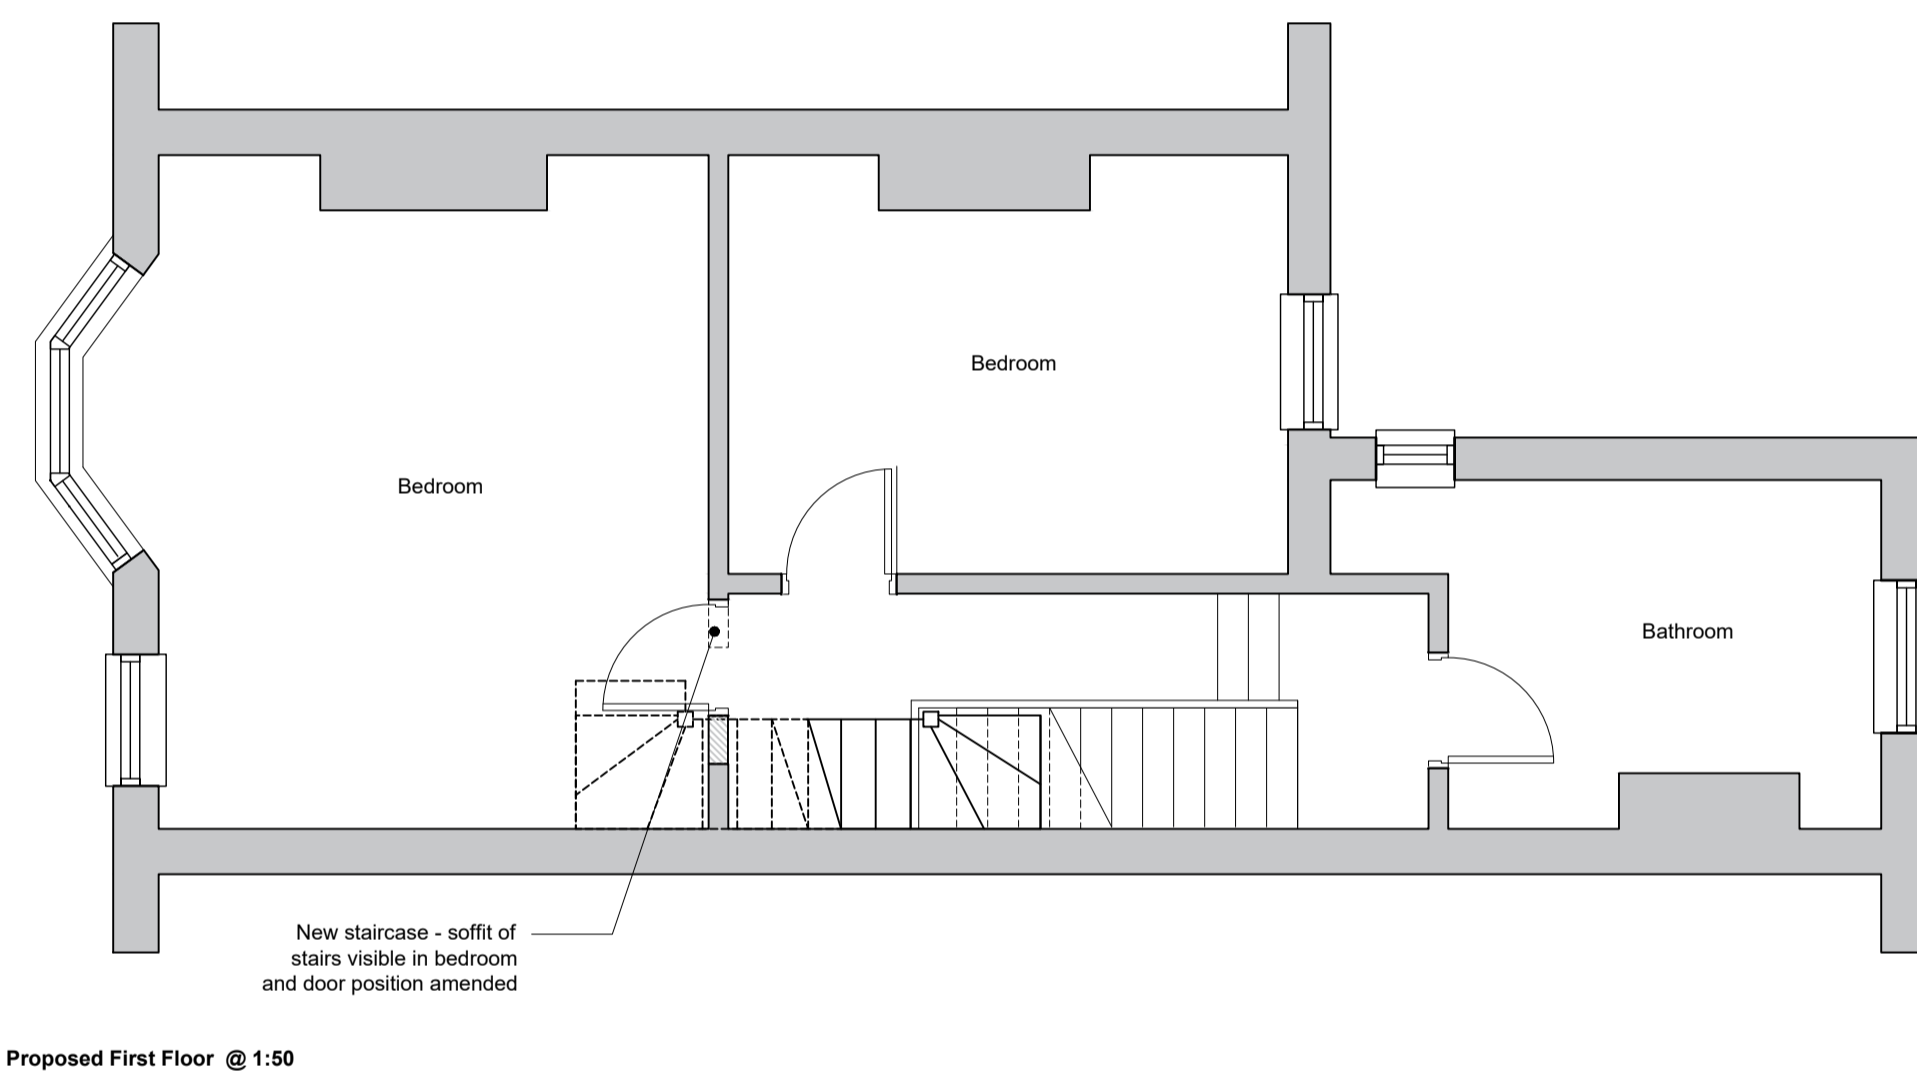 Bedroom
Bedroom
Bathroom
New staircase - soffit of
stairs visible in bedroom
and door position amended
Proposed First Floor @ 1:50